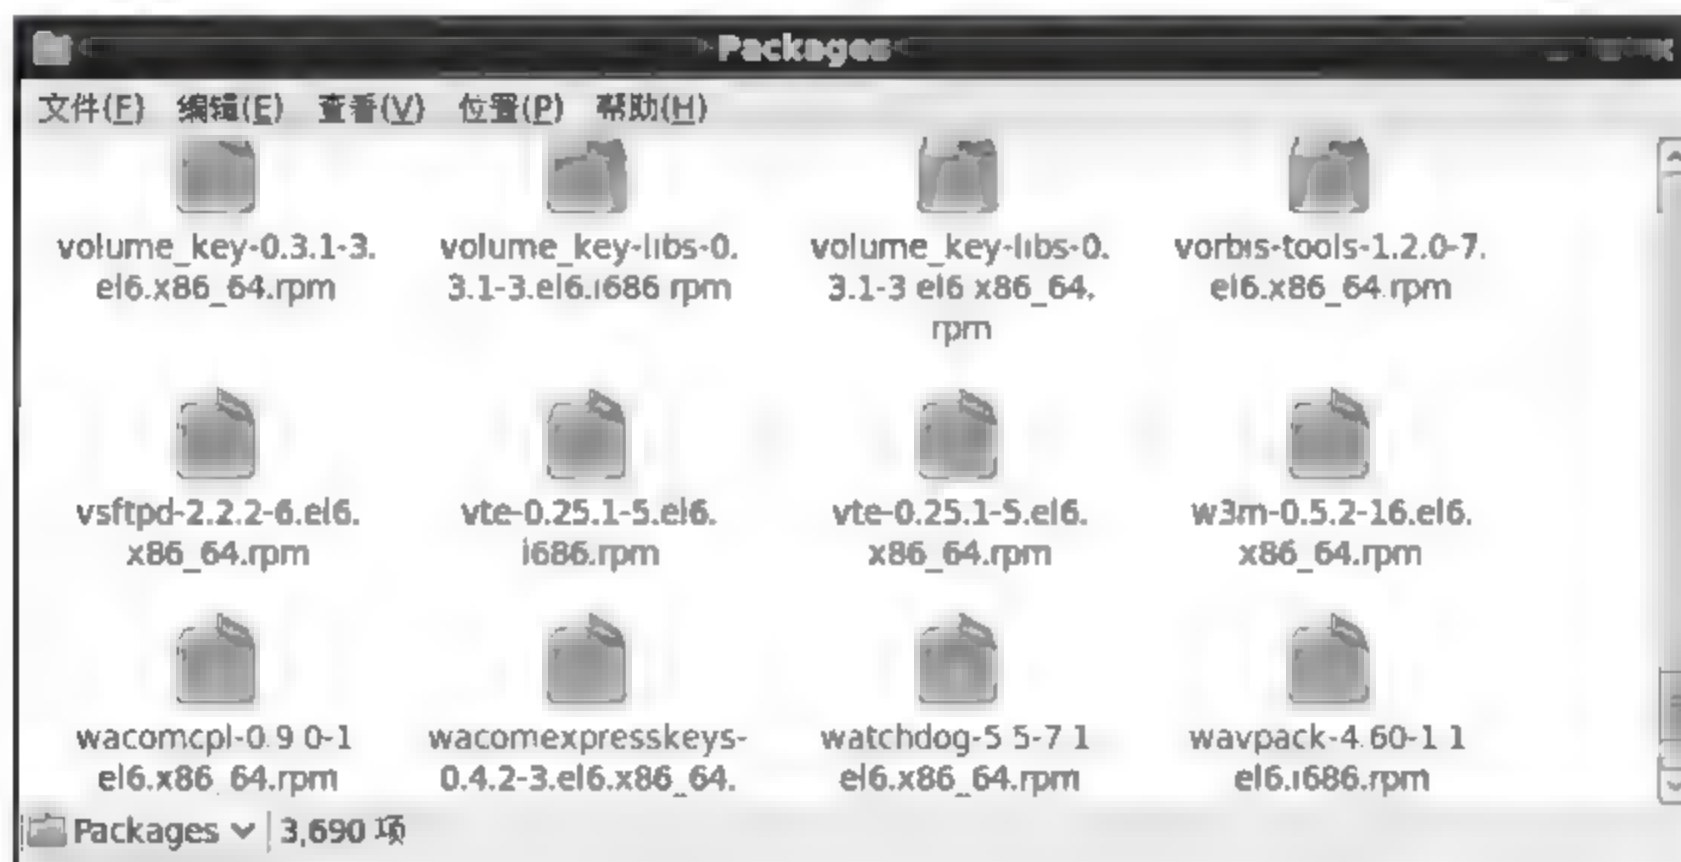 Packages
文件(F) 编辑(E) 查看(V) 位置(P) 帮助(H)
volume_key-0.3.1-3. volume_key-libs-0. volume_key-libs-0. vorbis-tools-1.2.0-7.
el6.x86_64.rpm 3.1-3.el6.i686 rpm 3.1-3 el6 x86_64. el6.x86_64.rpm
rpm
vsftpd-2.2.2-6.el6. vte-0.25.1-5.el6. vte-0.25.1-5.el6. w3m-0.5.2-16.el6.
x86_64.rpm i686.rpm x86_64.rpm x86_64.rpm
wacomcpl-0.9 0-1 wacomexpresskeys- watchdog-5 5-7 1 wavpack-4.60-1 1
el6.x86_64.rpm 0.4.2-3.el6.x86_64. el6.x86_64.rpm el6.i686.rpm
Packages 3,690 项